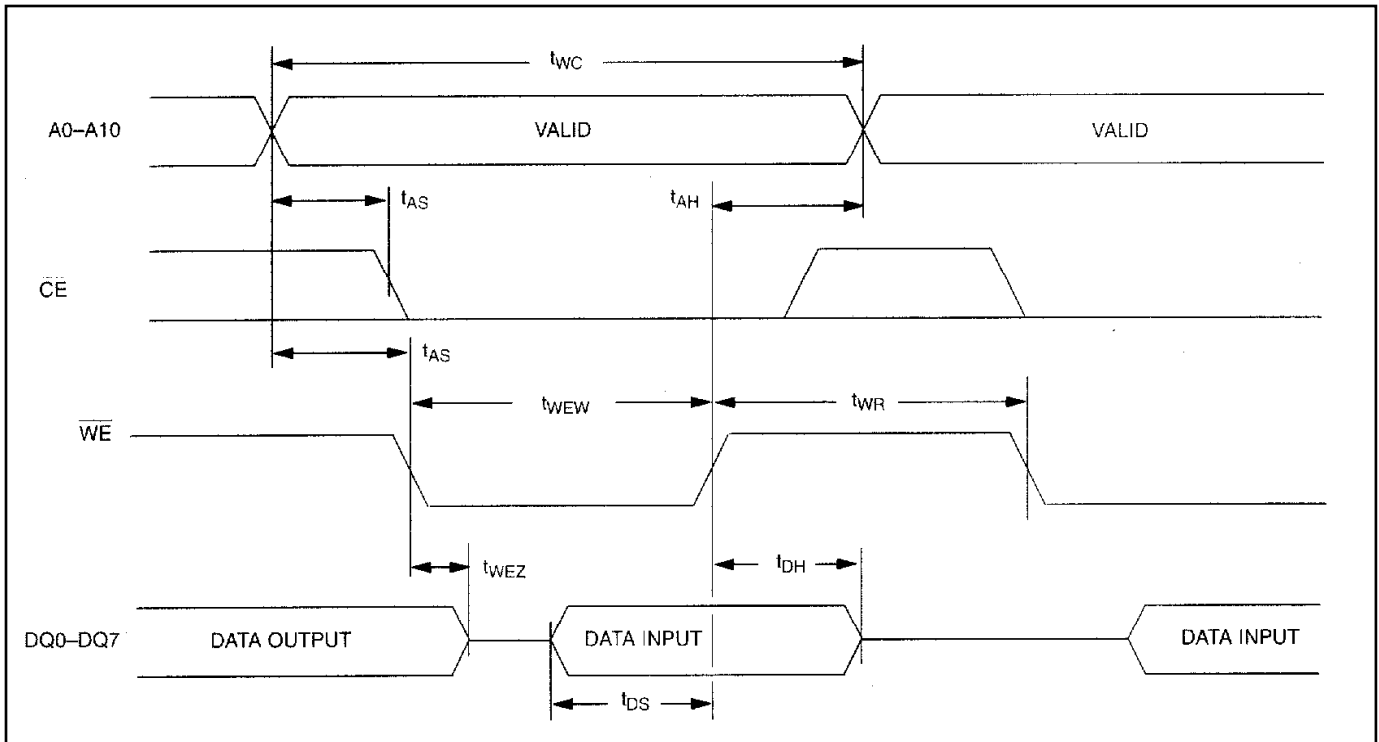 tWC
A0–A10 VALID VALID
tAS tAH
CE
tAS
tWEW tWR
WE
tWEZ tDH
DQ0–DQ7 DATA OUTPUT DATA INPUT DATA INPUT
tDS